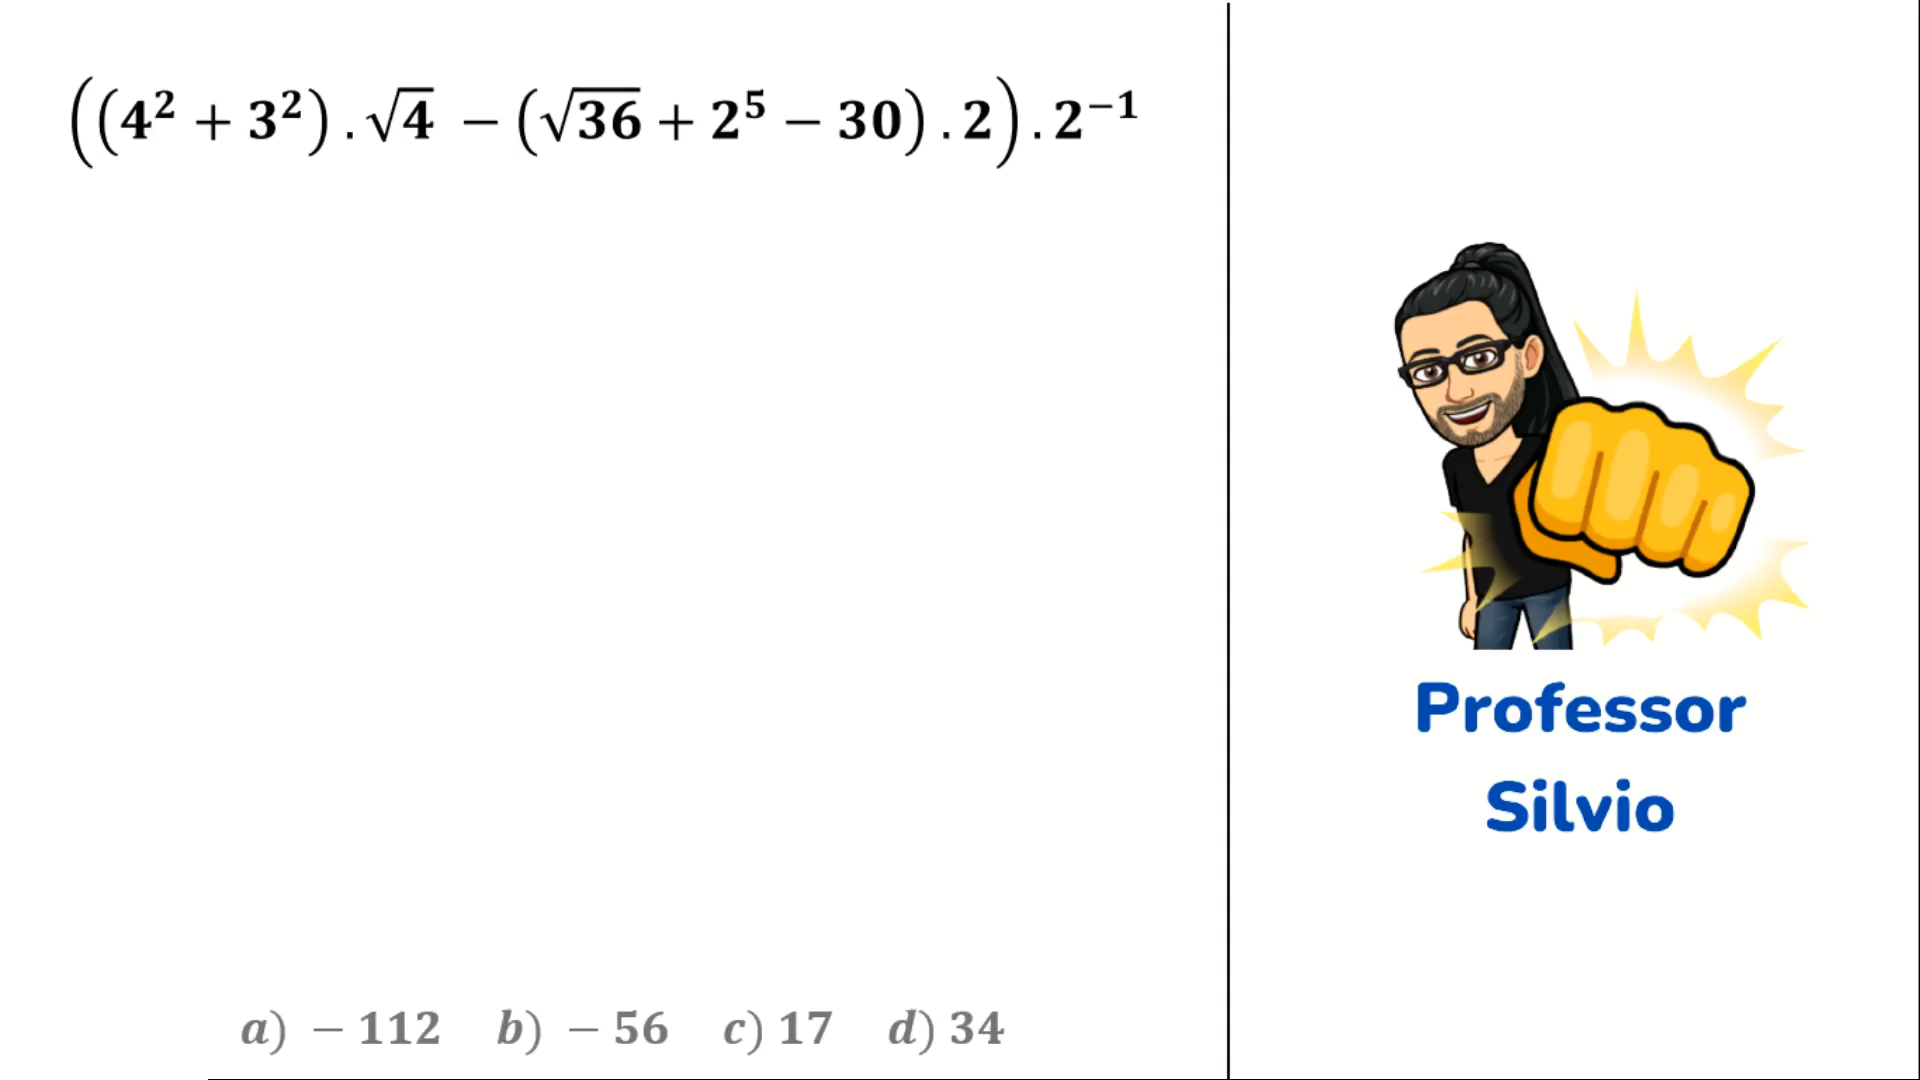 ((4² + 3²) . √4 − (√36 + 2⁵ − 30) . 2) . 2⁻¹
Professor
Silvio
a) − 112 b) − 56 c) 17 d) 34